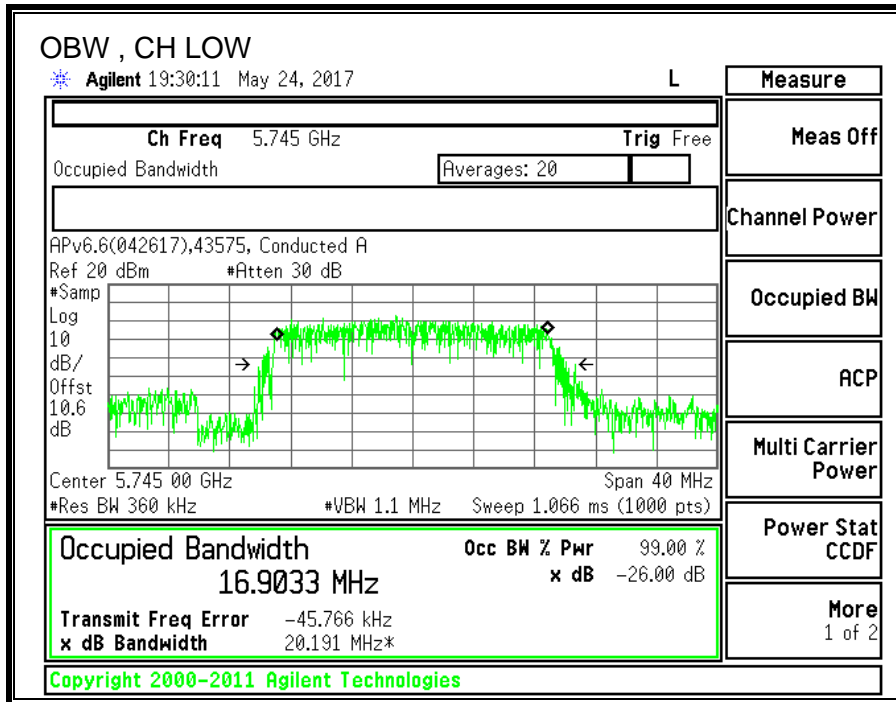 OBW , CH LOW
Agilent 19:30:11 May 24, 2017 L
Measure
Ch Freq 5.745 GHz Trig Free
Meas Off
Occupied Bandwidth Averages: 20
Channel Power
APv6.6(042617),43575, Conducted A
Ref 20 dBm #Atten 30 dB
#Samp
Log
10
dB/
Offst
10.6
dB
Occupied BW
ACP
Multi Carrier
Power
Center 5.745 00 GHz Span 40 MHz
#Res BW 360 kHz #VBW 1.1 MHz Sweep 1.066 ms (1000 pts)
Power Stat
CCDF
Occupied Bandwidth Occ BW % Pwr 99.00 %
16.9033 MHz x dB -26.00 dB
Transmit Freq Error -45.766 kHz
x dB Bandwidth 20.191 MHz*
More
1 of 2
Copyright 2000-2011 Agilent Technologies